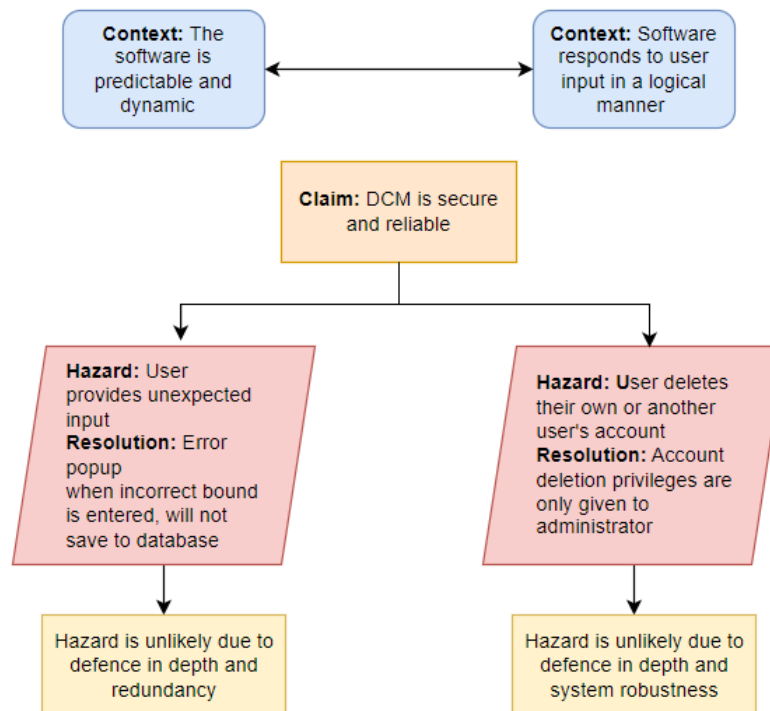 Context: The
software is
predictable and
dynamic
Context: Software
responds to user
input in a logical
manner
Claim: DCM is secure
and reliable
Hazard: User
provides unexpected
input
Resolution: Error
popup
when incorrect bound
is entered, will not
save to database
Hazard: User deletes
their own or another
user's account
Resolution: Account
deletion privileges are
only given to
administrator
Hazard is unlikely due to
defence in depth and
redundancy
Hazard is unlikely due to
defence in depth and
system robustness